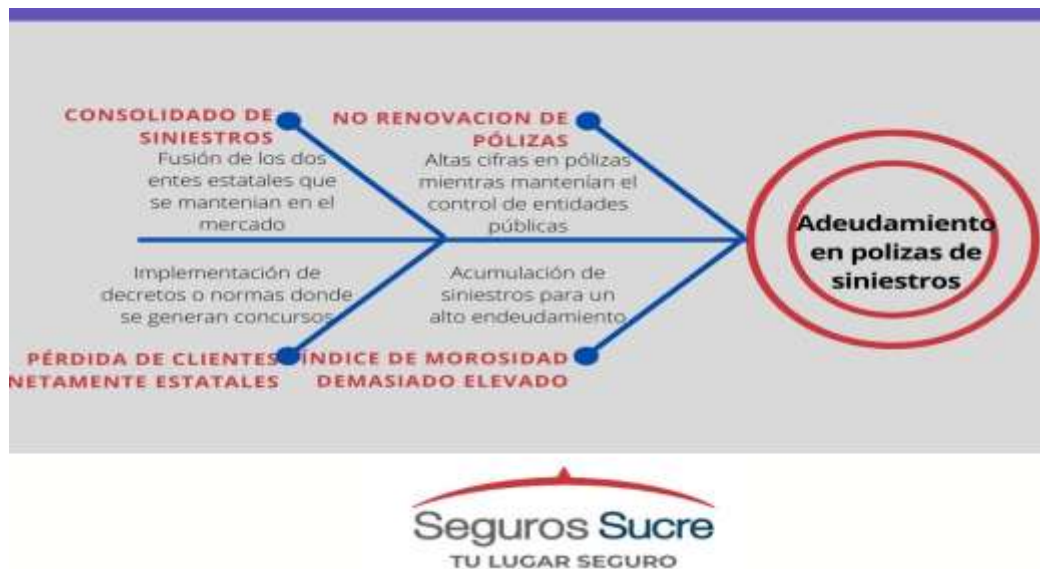 CONSOLIDADO DE
SINIESTROS
Fusión de los dos
entes estatales que
se mantenian en el
mercado
NO RENOVACION DE
PÓLIZAS
Altas cifras en pólizas
mientras mantenían el
control de entidades
públicas
Implementación de
decretos o normas donde
se generan concursos
PÉRDIDA DE CLIENTES
NETAMENTE ESTATALES
Acumulación de
siniestros para un
alto endeudamiento
ÍNDICE DE MOROSIDAD
DEMASIADO ELEVADO
Adeudamiento
en polizas de
siniestros
Seguros Sucre
TU LUGAR SEGURO